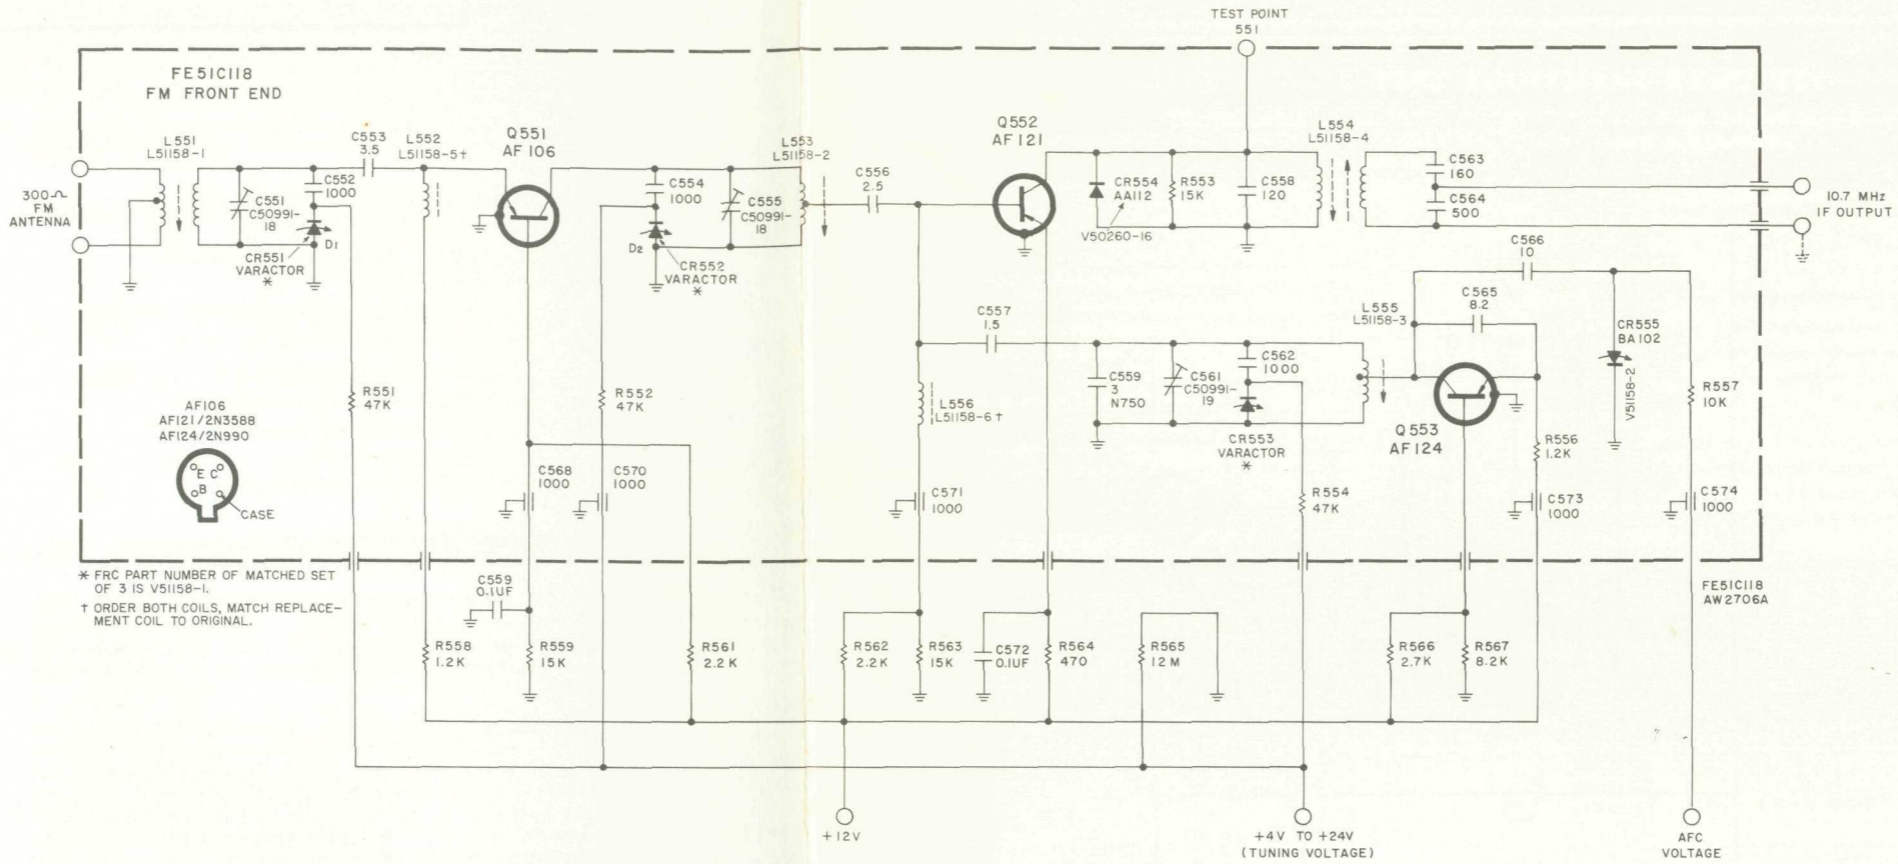 TEST POINT
551
FE51C118
FM FRONT END
L551
L51158-1
C553
3.5
L552
L51158-5†
Q551
AF 106
L553
L51158-2
Q552
AF 121
L554
L51158-4
300-Ω
FM
ANTENNA
C551
C50991-
18
C552
1000
CR551
VARACTOR
*
D1
C554
1000
C555
C50991-
18
D2
CR552
VARACTOR
*
C556
2.5
CR554
AA112
V50260-16
R553
15K
C558
120
C563
160
C564
500
10.7 MHz
IF OUTPUT
C566
10
C565
8.2
L555
L51158-3
CR555
BA102
V51158-2
R557
10K
C557
1.5
C559
3
N750
C561
C50991-
19
C562
1000
CR553
VARACTOR
*
Q553
AF 124
R556
1.2K
R551
47K
R552
47K
L556
L51158-6†
AF106
AF121/2N3588
AF124/2N990
E C
B
CASE
C568
1000
C570
1000
C571
1000
R554
47K
C573
1000
C574
1000
* FRC PART NUMBER OF MATCHED SET
OF 3 IS V51158-1.
† ORDER BOTH COILS, MATCH REPLACE-
MENT COIL TO ORIGINAL.
FE51C118
AW2706A
C559
0.1UF
R558
1.2K
R559
15K
R561
2.2K
R562
2.2K
R563
15K
C572
0.1UF
R564
470
R565
12M
R566
2.7K
R567
8.2K
+12V
+4V TO +24V
(TUNING VOLTAGE)
AFC
VOLTAGE